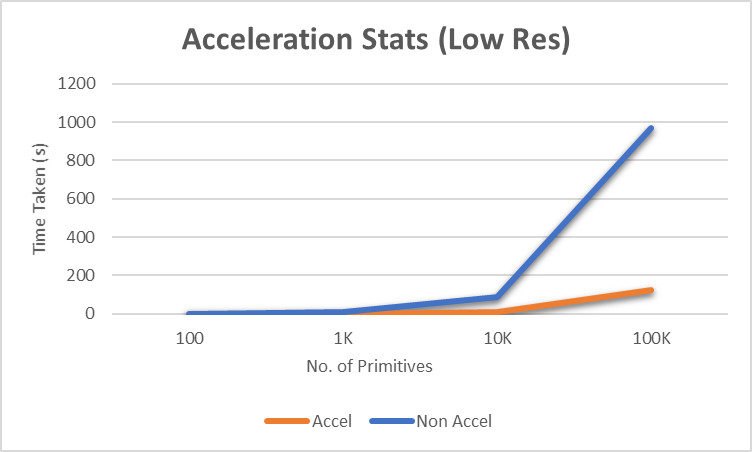 Acceleration Stats (Low Res)
1200
1000
800
600
400
200
0
Time Taken (s)
100 1K 10K 100K
No. of Primitives
Accel Non Accel